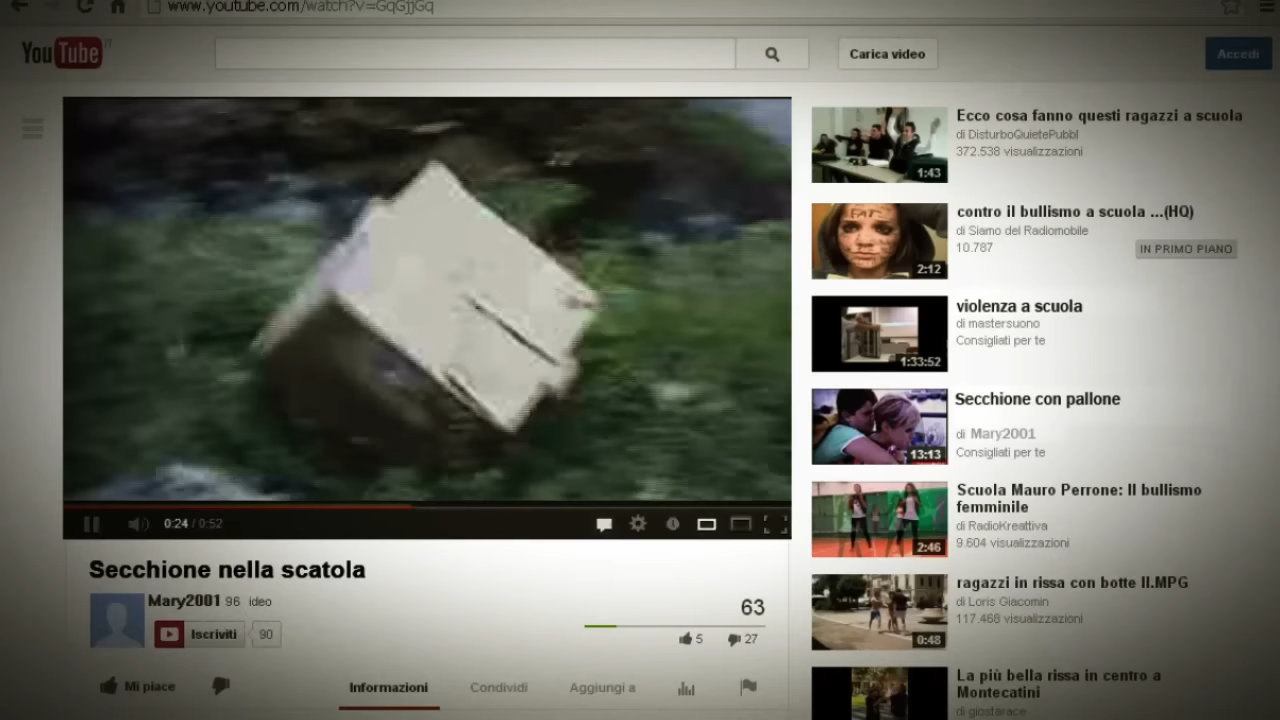 www.youtube.com/watch?v=GqGjjGq
YouTube IT
Carica video
Accedi
0:24 / 0:52
Secchione nella scatola
Mary2001 96 ideo
Iscriviti 90
63
5 27
Mi piace
Informazioni Condividi Aggiungi a
1:43
Ecco cosa fanno questi ragazzi a scuola
di DisturboQuietePubbl
372.538 visualizzazioni
FAT
2:12
contro il bullismo a scuola ...(HQ)
di Siamo del Radiomobile
10.787
IN PRIMO PIANO
1:33:52
violenza a scuola
di mastersuono
Consigliati per te
13:13
Secchione con pallone
di Mary2001
Consigliati per te
2:46
Scuola Mauro Perrone: Il bullismo
femminile
di RadioKreattiva
9.604 visualizzazioni
0:48
ragazzi in rissa con botte II.MPG
di Loris Giacomin
117.468 visualizzazioni
La più bella rissa in centro a
Montecatini
di giostarace